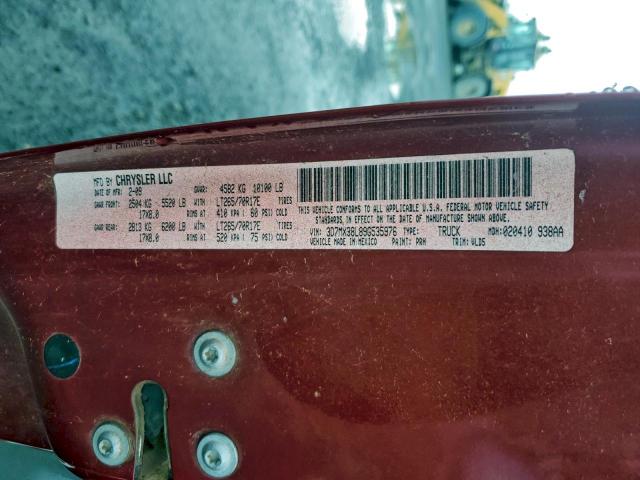 MFD BY CHRYSLER LLC
DATE OF MFR 2-09 GVWR: 4582 KG 10100 LB
GAWR FRONT: 2504 KG 5520 LB WITH LT265/70R17E TIRES
17X8.0 RIMS AT 410 KPA ( 60 PSI) COLD
GAWR REAR: 2813 KG 6200 LB WITH LT265/70R17E TIRES
17X8.0 RIMS AT 520 KPA ( 75 PSI) COLD
THIS VEHICLE CONFORMS TO ALL APPLICABLE U.S.A. FEDERAL MOTOR VEHICLE SAFETY
STANDARDS IN EFFECT ON THE DATE OF MANUFACTURE SHOWN ABOVE.
VIN: 3D7MX38L89G535976 TYPE: TRUCK MDH: 020410 938AA
VEHICLE MADE IN: MEXICO PAINT: PRH TRIM: VLDS